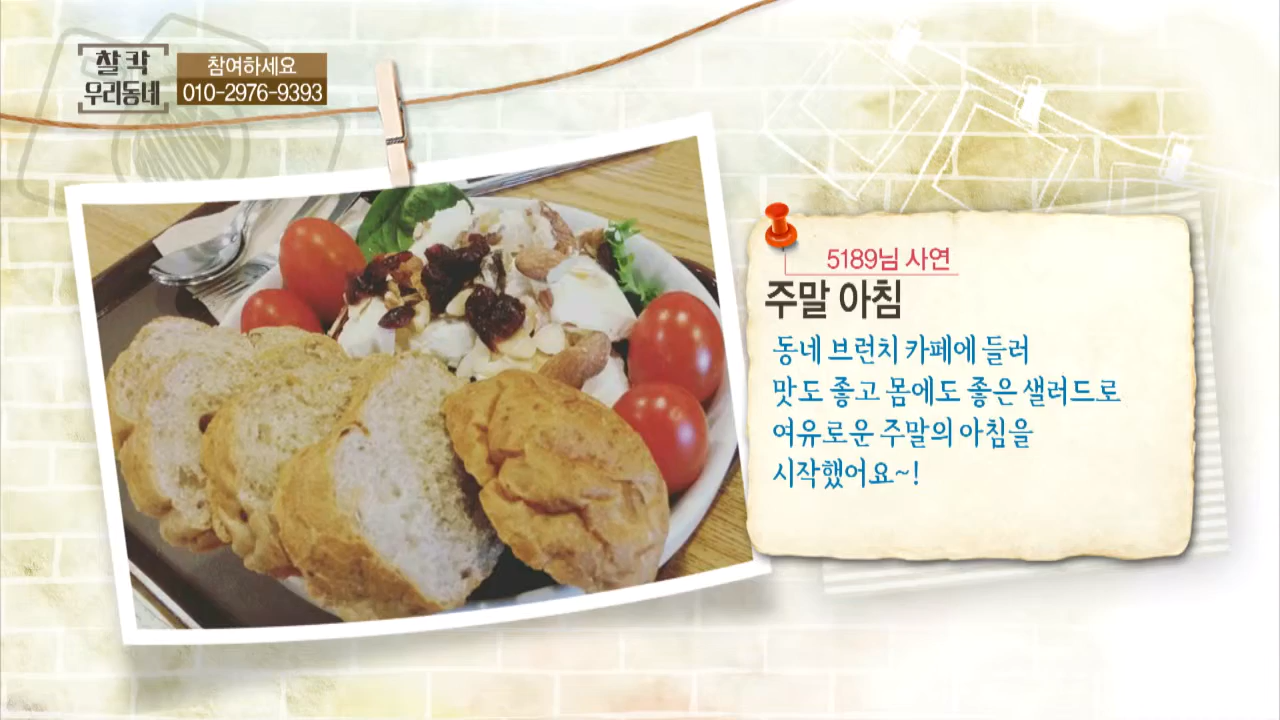 찰칵
우리동네
참여하세요
010-2976-9393
5189님 사연
주말 아침
동네 브런치 카페에 들러
맛도 좋고 몸에도 좋은 샐러드로
여유로운 주말의 아침을
시작했어요~!